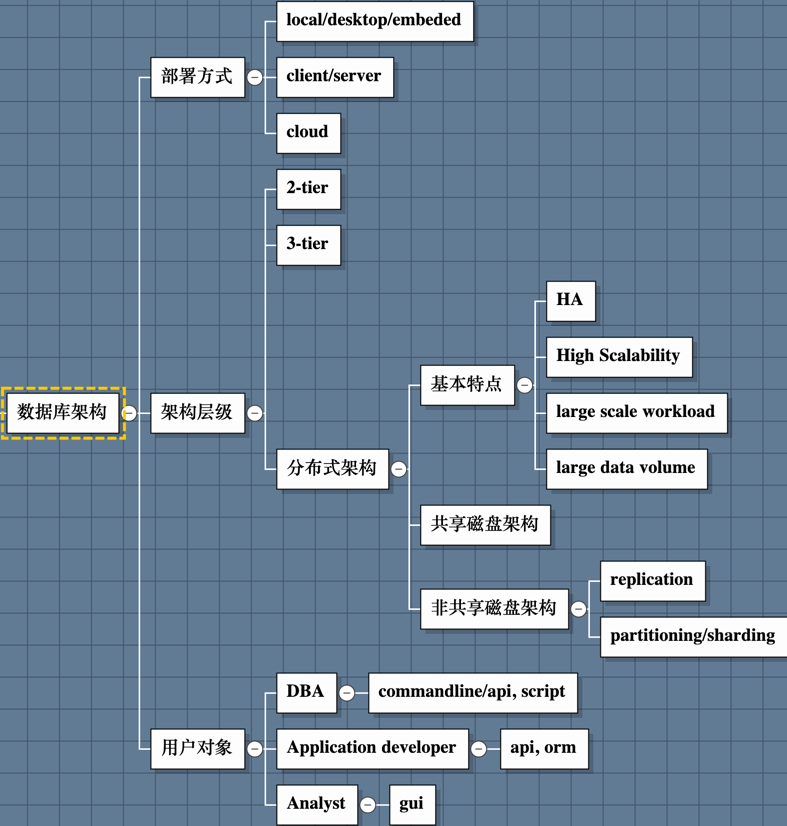 数据库架构
部署方式
local/desktop/embeded
client/server
cloud
架构层级
2-tier
3-tier
分布式架构
基本特点
HA
High Scalability
large scale workload
large data volume
共享磁盘架构
非共享磁盘架构
replication
partitioning/sharding
用户对象
DBA
commandline/api, script
Application developer
api, orm
Analyst
gui